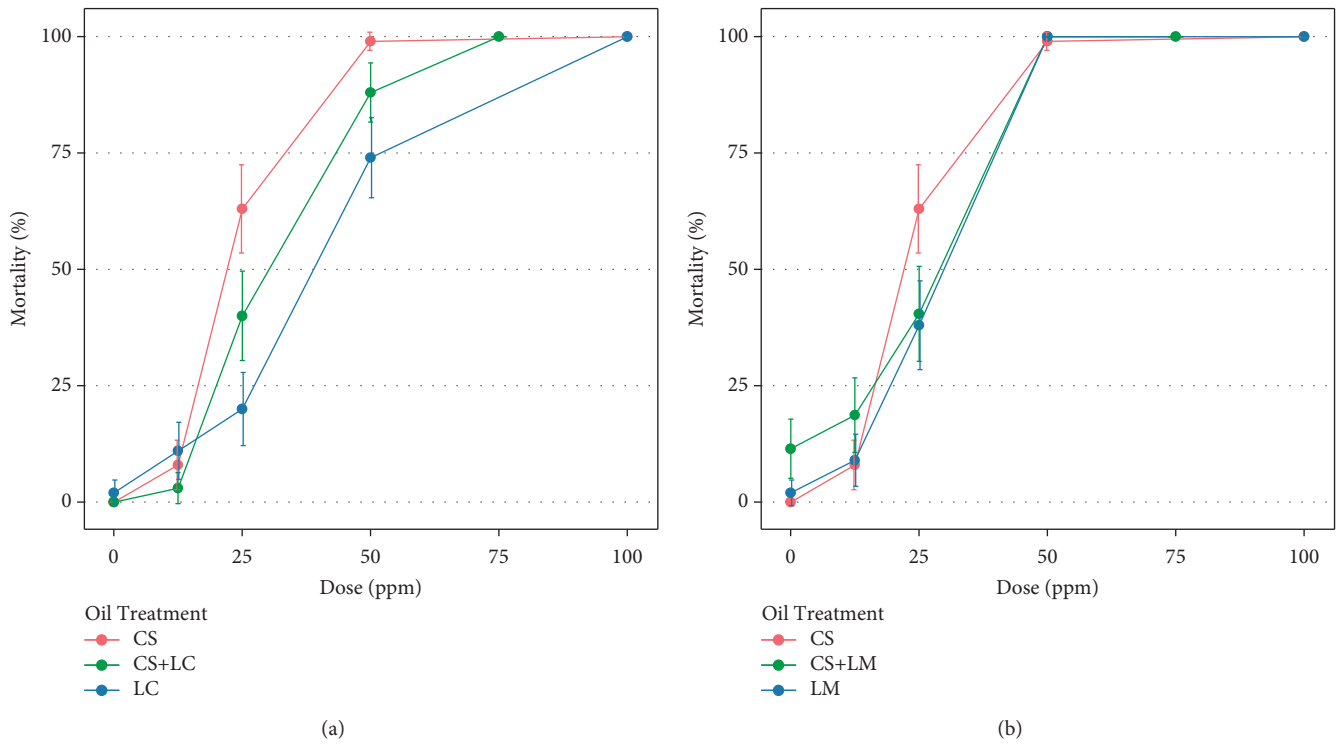 100
75
50
25
0
Mortality (%)
0 25 50 75 100
Dose (ppm)
Oil Treatment
CS
CS+LC
LC
(a)
100
75
50
25
0
Mortality (%)
0 25 50 75 100
Dose (ppm)
Oil Treatment
CS
CS+LM
LM
(b)